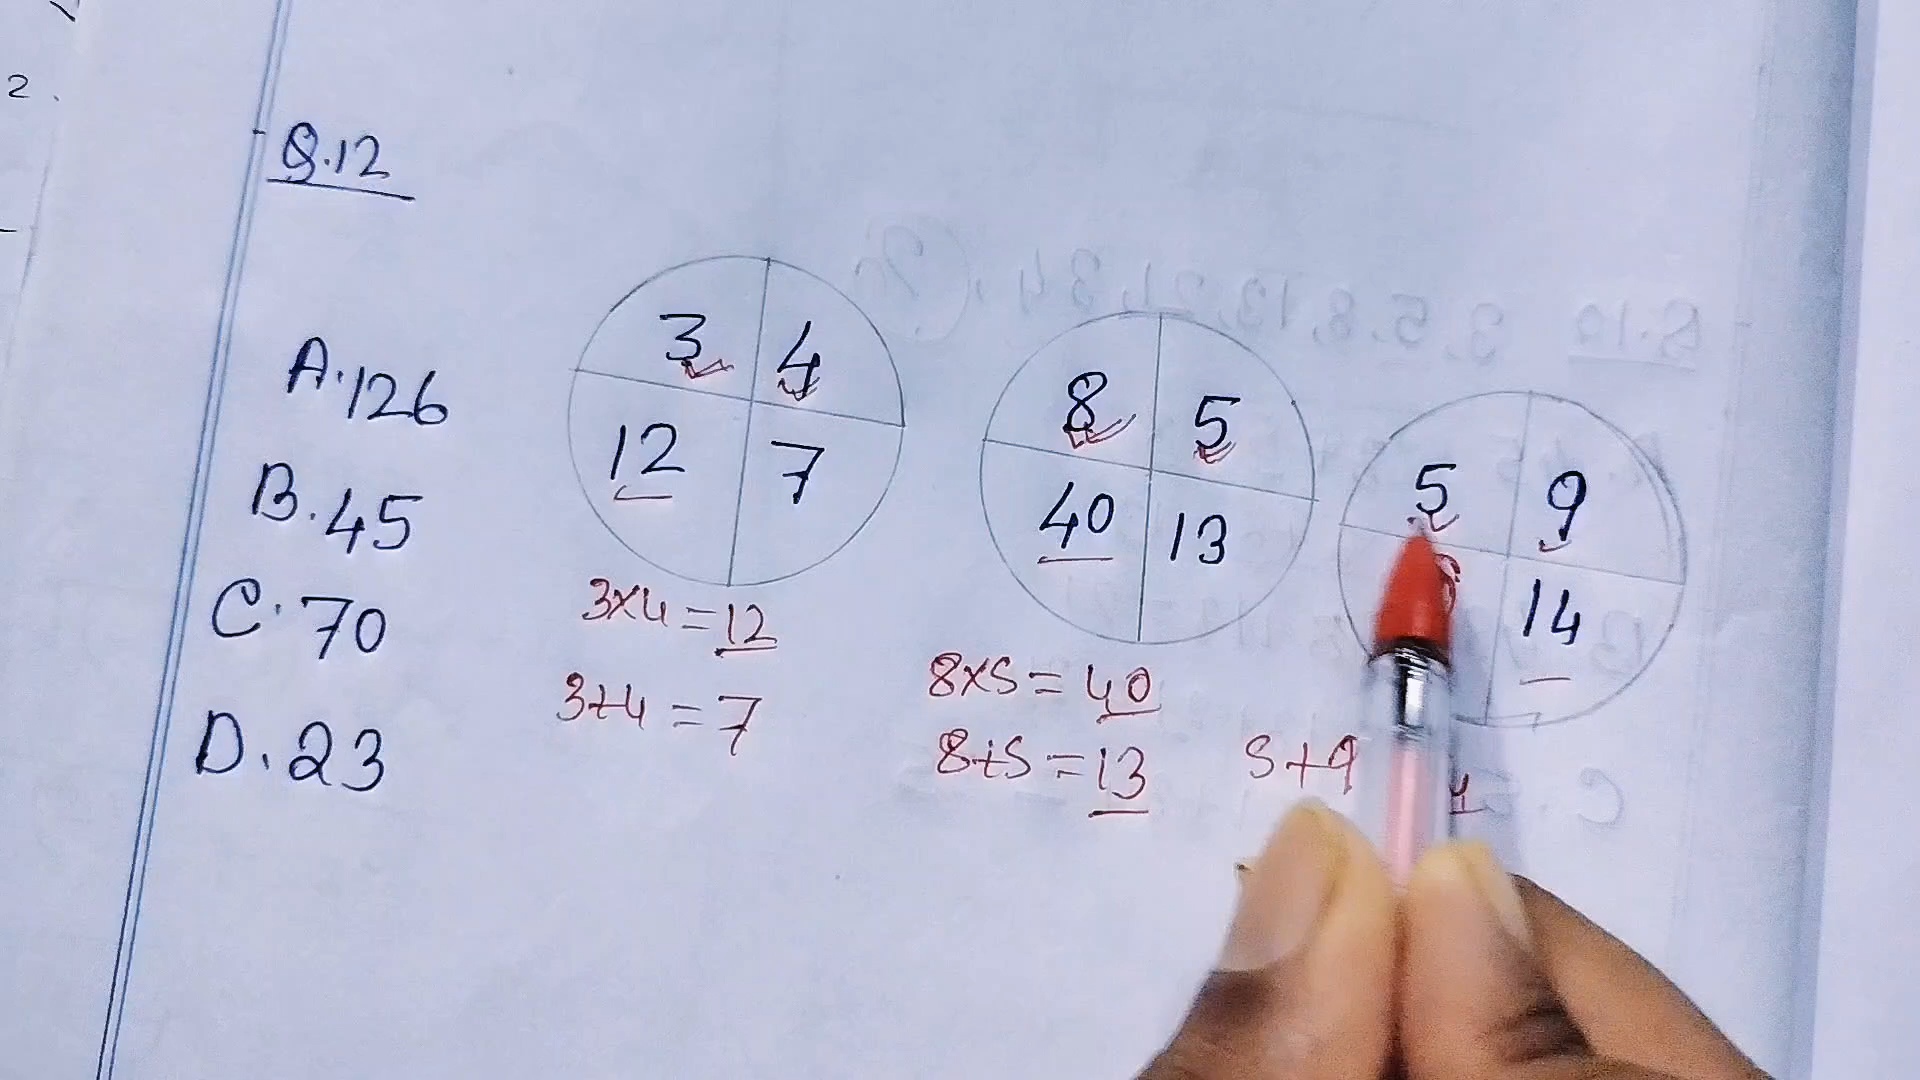 2.
Q.12
A. 126
B. 45
C. 70
D. 23
3 4
12 7
8 5
40 13
5 9
14
3x4 = 12
3+4 = 7
8x5 = 40
8+5 = 13
5+9